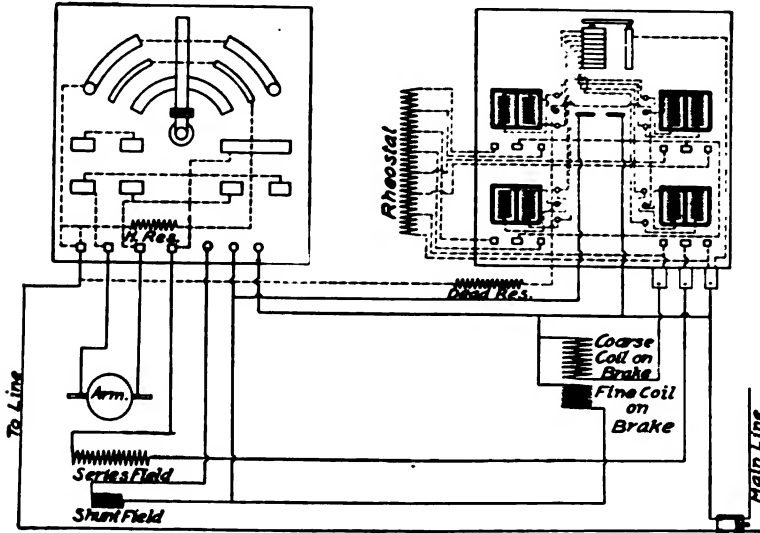 Rheostat
H. Res.
Dead Res.
Coarse
Coil on
Brake
Fine Coil
on
Brake
Arm.
To Line
Series Field
Shunt Field
Main Line